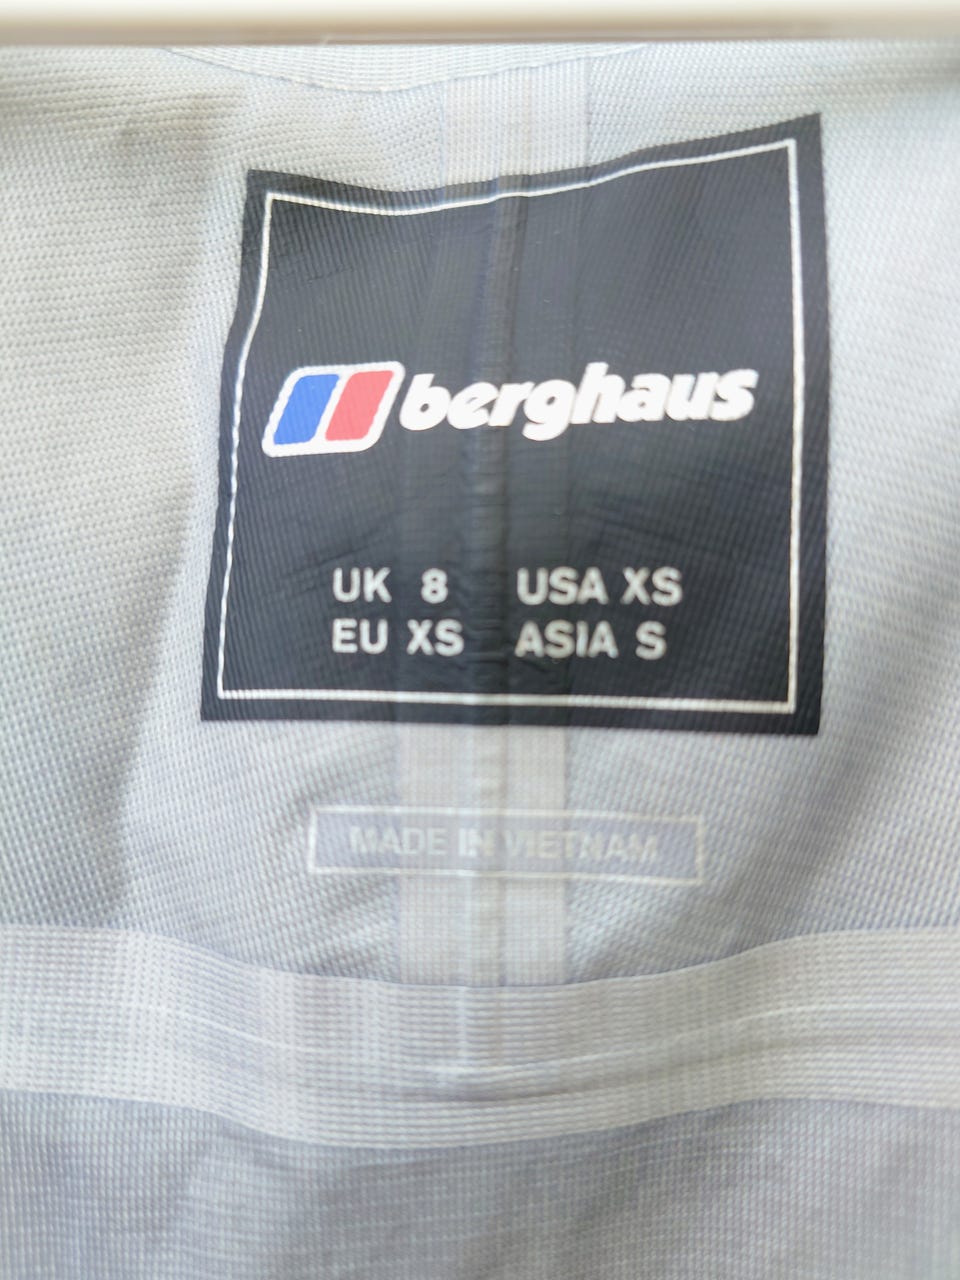 berghaus
UK 8 USA XS
EU XS ASIA S
MADE IN VIETNAM